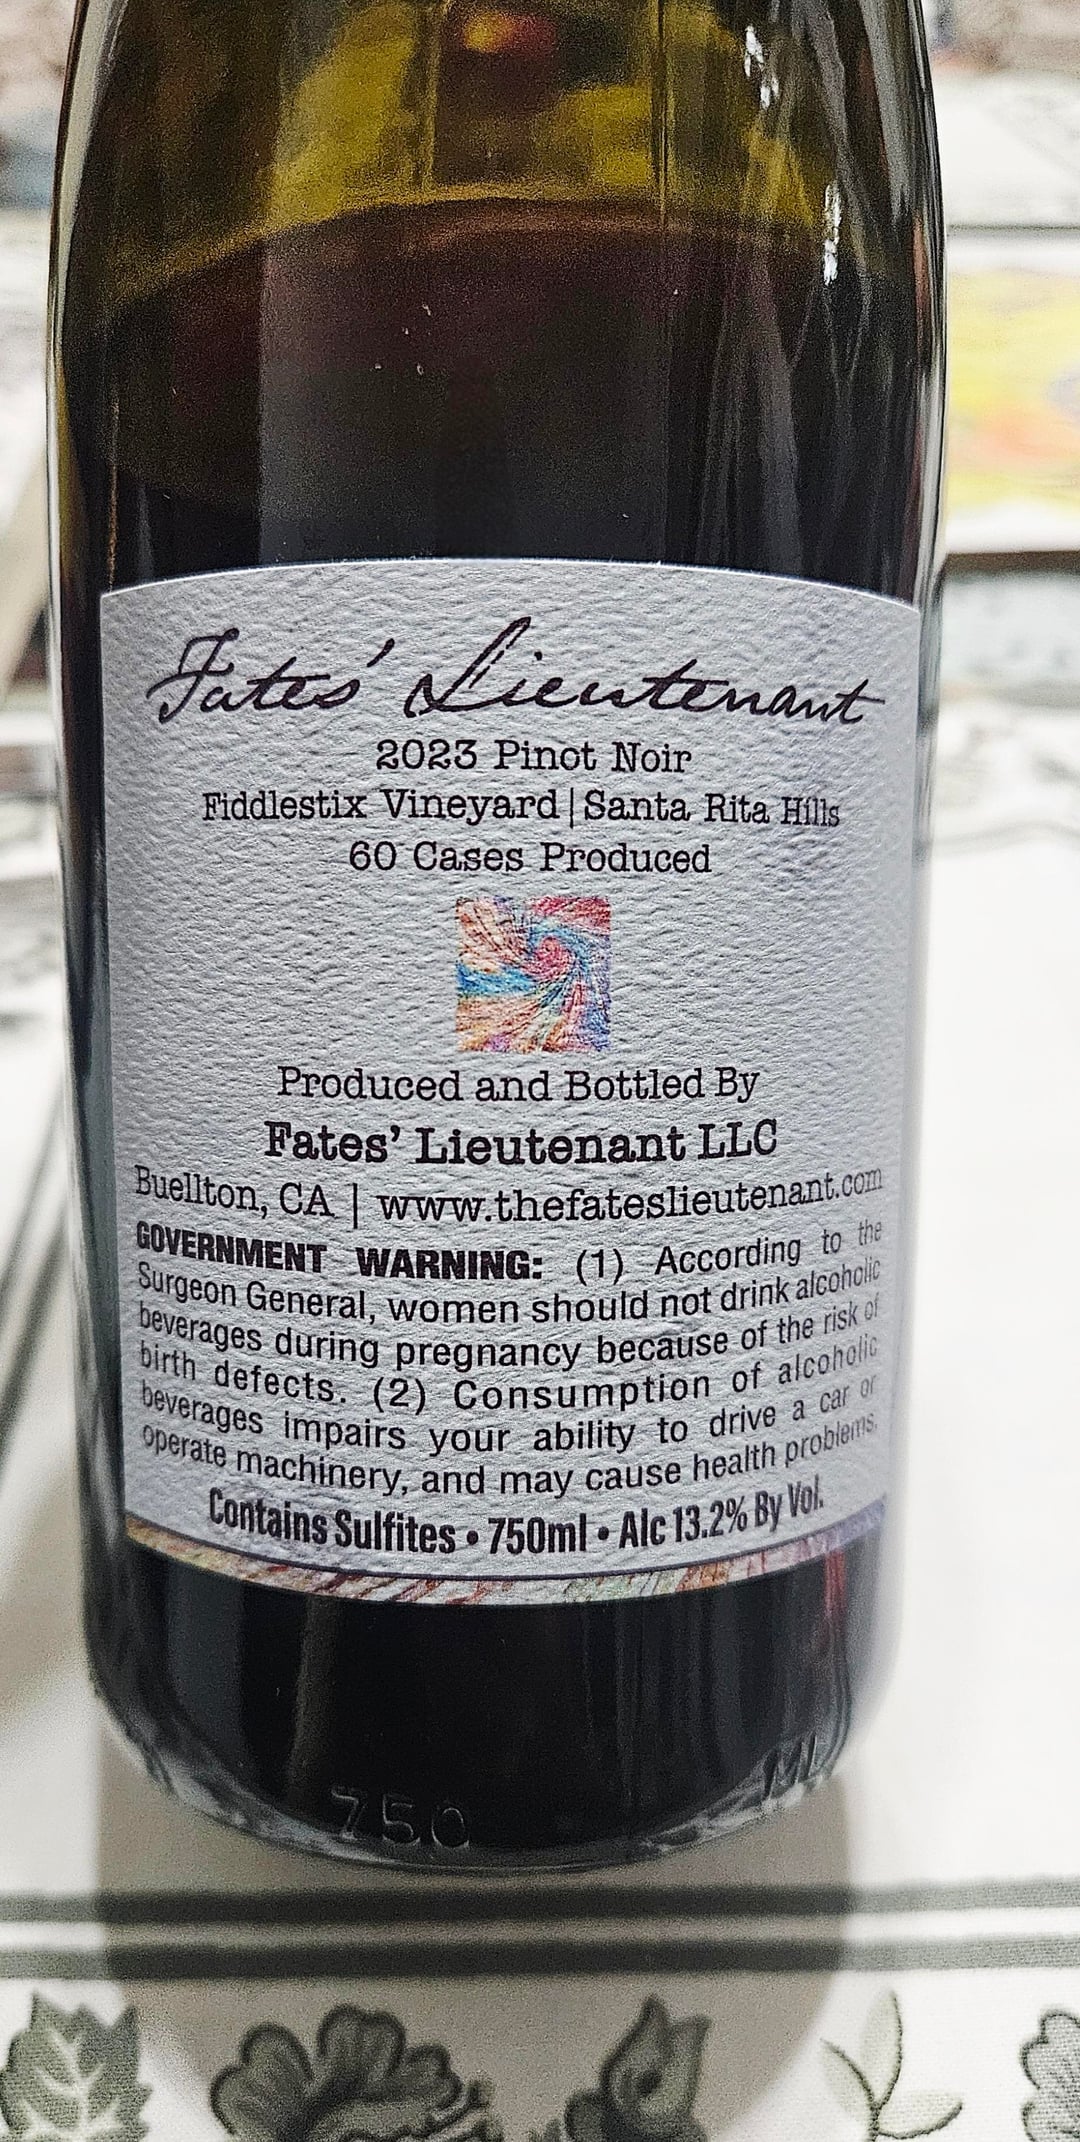 Fates' Lieutenant
2023 Pinot Noir
Fiddlestix Vineyard | Santa Rita Hills
60 Cases Produced
Produced and Bottled By
Fates' Lieutenant LLC
Buellton, CA | www.thefateslieutenant.com
GOVERNMENT WARNING: (1) According to the
Surgeon General, women should not drink alcoholic
beverages during pregnancy because of the risk of
birth defects. (2) Consumption of alcoholic
beverages impairs your ability to drive a car or
operate machinery, and may cause health problems.
Contains Sulfites • 750ml • Alc 13.2% By Vol.
750 ML